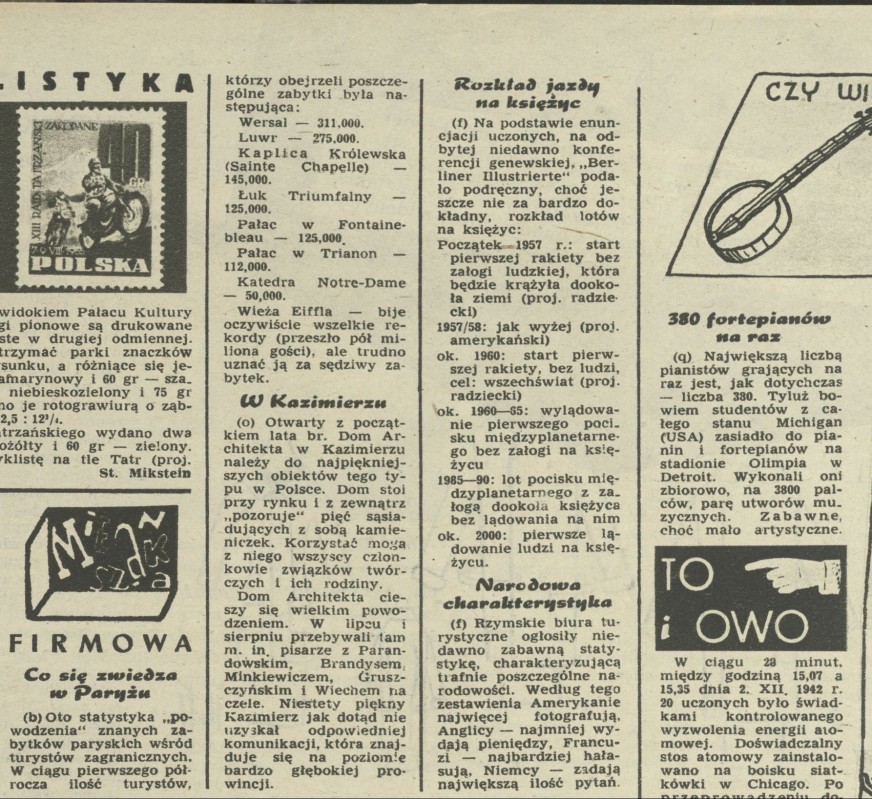 LISTYKA
XIII RAJD TATRZAŃSKI ZAKOPANE
40
GR
POLSKA
widokiem Pałacu Kultury
gi pionowe są drukowane
ste w drugiej odmiennej.
trzymać parki znaczków
sunku, a różniące się je-
amarynowy i 60 gr — sza_
niebieskozielony i 75 gr
no je rotograwiurą o ząb-
2,5 : 12³/₄.
atrzańskiego wydano dwa
ożółty i 60 gr — zielony.
yklistę na tle Tatr (proj.
St. Mikstein
MIESZANKA
FIRMOWA
Co się zwiedza
w Paryżu
(b) Oto statystyka „po-
wodzenia“ znanych za-
bytków paryskich wśród
turystów zagranicznych.
W ciągu pierwszego pół-
rocza ilość turystów,
którzy obejrzeli poszcze-
gólne zabytki była na-
stępująca:
Wersal — 311.000.
Luwr — 275.000.
Kaplica Królewska
(Sainte Chapelle) —
145,000.
Łuk Triumfalny —
125,000.
Pałac w Fontaine-
bleau — 125,000.
Pałac w Trianon —
112,000.
Katedra Notre-Dame
— 50,000.
Wieża Eiffla — bije
oczywiście wszelkie re-
kordy (przeszło pół mi-
liona gości), ale trudno
uznać ją za sędziwy za-
bytek.
W Kazimierzu
(o) Otwarty z począt-
kiem lata br. Dom Ar-
chitekta w Kazimierzu
należy do najpiękniej-
szych obiektów tego ty-
pu w Polsce. Dom stoi
przy rynku i z zewnątrz
„pozoruje“ pięć sąsia-
dujących z sobą kamie-
niczek. Korzystać mogą
z niego wszyscy człon-
kowie związków twór-
czych i ich rodziny.
Dom Architekta cie-
szy się wielkim powo-
dzeniem. W lipcu i
sierpniu przebywali tam
m. in. pisarze z Paran-
dowskim, Brandysem,
Minkiewiczem, Grusz-
czyńskim i Wiechem na
czele. Niestety piękny
Kazimierz jak dotąd nie
uzyskał odpowiedniej
komunikacji, która znaj-
duje się na poziomie
bardzo głębokiej pro-
wincji.
Rozkład jazdy
na księżyc
(f) Na podstawie enun-
cjacji uczonych, na od-
bytej niedawno konfe-
rencji genewskiej, „Ber-
liner Illustrierte“ poda-
ło podręczny, choć je-
szcze nie za bardzo do-
kładny, rozkład lotów
na księżyc:
Początek 1957 r.: start
pierwszej rakiety bez
załogi ludzkiej, która
będzie krążyła dooko-
ła ziemi (proj. radzie-
cki)
1957/58: jak wyżej (proj.
amerykański)
ok. 1960: start pierw-
szej rakiety, bez ludzi,
cel: wszechświat (proj.
radziecki)
ok. 1960—65: wylądowa-
nie pierwszego poci_
sku międzyplanetarne-
go bez załogi na księ-
życu
1985—90: lot pocisku mię-
dzyplanetarnego z za_
łogą dookoła księżyca
bez lądowania na nim
ok. 2000: pierwsze lą-
dowanie ludzi na księ-
życu.
Narodowa
charakterystyka
(f) Rzymskie biura tu-
rystyczne ogłosiły nie-
dawno zabawną staty-
stykę, charakteryzującą
trafnie poszczególne na-
rodowości. Według tego
zestawienia Amerykanie
najwięcej fotografują,
Anglicy — najmniej wy-
dają pieniędzy, Francu-
zi — najbardziej hała-
sują, Niemcy — zadają
największą ilość pytań.
CZY WI
380 fortepianów
na raz
(q) Największą liczbą
pianistów grających na
raz jest, jak dotychczas
— liczba 380. Tyluż bo-
wiem studentów z ca-
łego stanu Michigan
(USA) zasiadło do pia-
nin i fortepianów na
stadionie Olimpia w
Detroit. Wykonali oni
zbiorowo, na 3800 pal-
ców, parę utworów mu-
zycznych. Zabawne,
choć mało artystyczne.
TO
i OWO
W ciągu 28 minut,
między godziną 15,07 a
15,35 dnia 2. XII. 1942 r.
20 uczonych było świad-
kami kontrolowanego
wyzwolenia energii ato-
mowej. Doświadczalny
stos atomowy zainstalo-
wano na boisku siat-
kówki w Chicago. Po
przeprowadzeniu do-